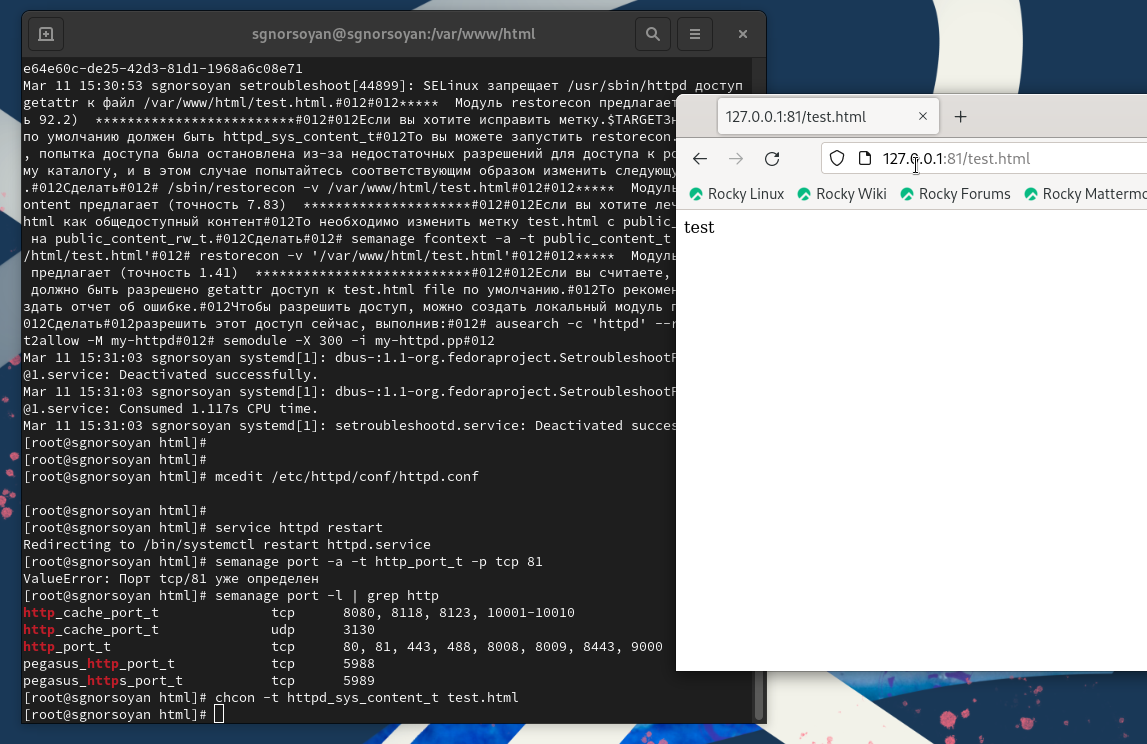 sgnorsoyan@sgnorsoyan:/var/www/html
e64e60c-de25-42d3-81d1-1968a6c08e71
Mar 11 15:30:53 sgnorsoyan setroubleshoot[44899]: SELinux запрещает /usr/sbin/httpd доступ
getattr к файл /var/www/html/test.html.#012#012***** Модуль restorecon предлагает
ь 92.2) *************************#012#012Если вы хотите исправить метку.$TARGETЗн
по умолчанию должен быть httpd_sys_content_t#012То вы можете запустить restorecon.
, попытка доступа была остановлена из-за недостаточных разрешений для доступа к ро
му каталогу, и в этом случае попытайтесь соответствующим образом изменить следующу
.#012Сделать#012# /sbin/restorecon -v /var/www/html/test.html#012#012***** Модуль
ontent предлагает (точность 7.83) *********************#012#012Если вы хотите леч
html как общедоступный контент#012То необходимо изменить метку test.html с public_
на public_content_rw_t.#012Сделать#012# semanage fcontext -a -t public_content_t
/html/test.html'#012# restorecon -v '/var/www/html/test.html'#012#012***** Модуль
предлагает (точность 1.41) ***************************#012#012Если вы считаете,
должно быть разрешено getattr доступ к test.html file по умолчанию.#012То рекомен
здать отчет об ошибке.#012Чтобы разрешить доступ, можно создать локальный модуль п
012Сделать#012разрешить этот доступ сейчас, выполнив:#012# ausearch -c 'httpd' --r
t2allow -M my-httpd#012# semodule -X 300 -i my-httpd.pp#012
Mar 11 15:31:03 sgnorsoyan systemd[1]: dbus-:1.1-org.fedoraproject.SetroubleshootP
@1.service: Deactivated successfully.
Mar 11 15:31:03 sgnorsoyan systemd[1]: dbus-:1.1-org.fedoraproject.SetroubleshootP
@1.service: Consumed 1.117s CPU time.
Mar 11 15:31:03 sgnorsoyan systemd[1]: setroubleshootd.service: Deactivated succes
[root@sgnorsoyan html]#
[root@sgnorsoyan html]#
[root@sgnorsoyan html]# mcedit /etc/httpd/conf/httpd.conf
[root@sgnorsoyan html]#
[root@sgnorsoyan html]# service httpd restart
Redirecting to /bin/systemctl restart httpd.service
[root@sgnorsoyan html]# semanage port -a -t http_port_t -p tcp 81
ValueError: Порт tcp/81 уже определен
[root@sgnorsoyan html]# semanage port -l | grep http
http_cache_port_t tcp 8080, 8118, 8123, 10001-10010
http_cache_port_t udp 3130
http_port_t tcp 80, 81, 443, 488, 8008, 8009, 8443, 9000
pegasus_http_port_t tcp 5988
pegasus_https_port_t tcp 5989
[root@sgnorsoyan html]# chcon -t httpd_sys_content_t test.html
[root@sgnorsoyan html]#
127.0.0.1:81/test.html
127.0.0.1:81/test.html
Rocky Linux Rocky Wiki Rocky Forums Rocky Mattermo
test